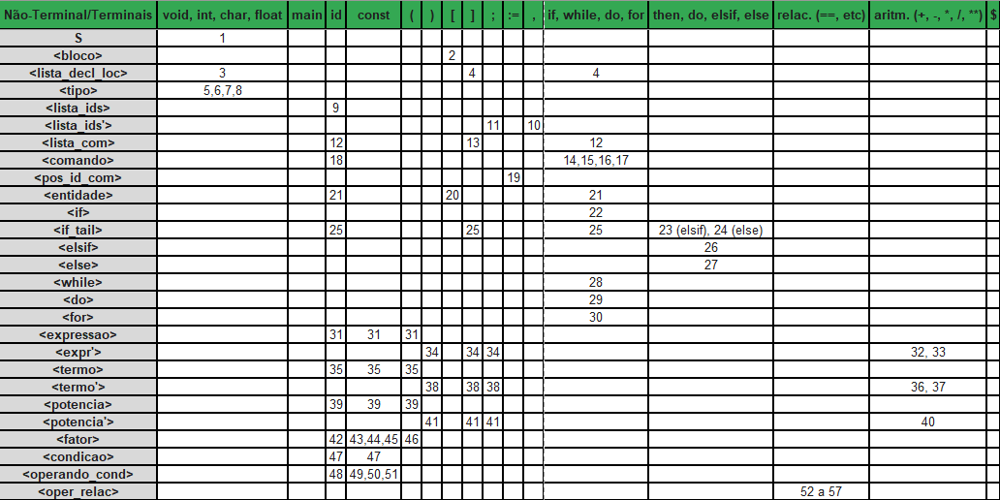 Não-Terminal/Terminais void, int, char, float main id const ( ) [ ] ; := , if, while, do, for then, do, elsif, else relac. (==, etc) aritm. (+, -, *, /, **) $
S 1
<bloco> 2
<lista_decl_loc> 3 4 4
<tipo> 5,6,7,8
<lista_ids> 9
<lista_ids'> 11 10
<lista_com> 12 13 12
<comando> 18 14,15,16,17
<pos_id_com> 19
<entidade> 21 20 21
<if> 22
<if_tail> 25 25 25 23 (elsif), 24 (else)
<elsif> 26
<else> 27
<while> 28
<do> 29
<for> 30
<expressao> 31 31 31
<expr'> 34 34 34 32, 33
<termo> 35 35 35
<termo'> 38 38 38 36, 37
<potencia> 39 39 39
<potencia'> 41 41 41 40
<fator> 42 43,44,45 46
<condicao> 47 47
<operando_cond> 48 49,50,51
<oper_relac> 52 a 57